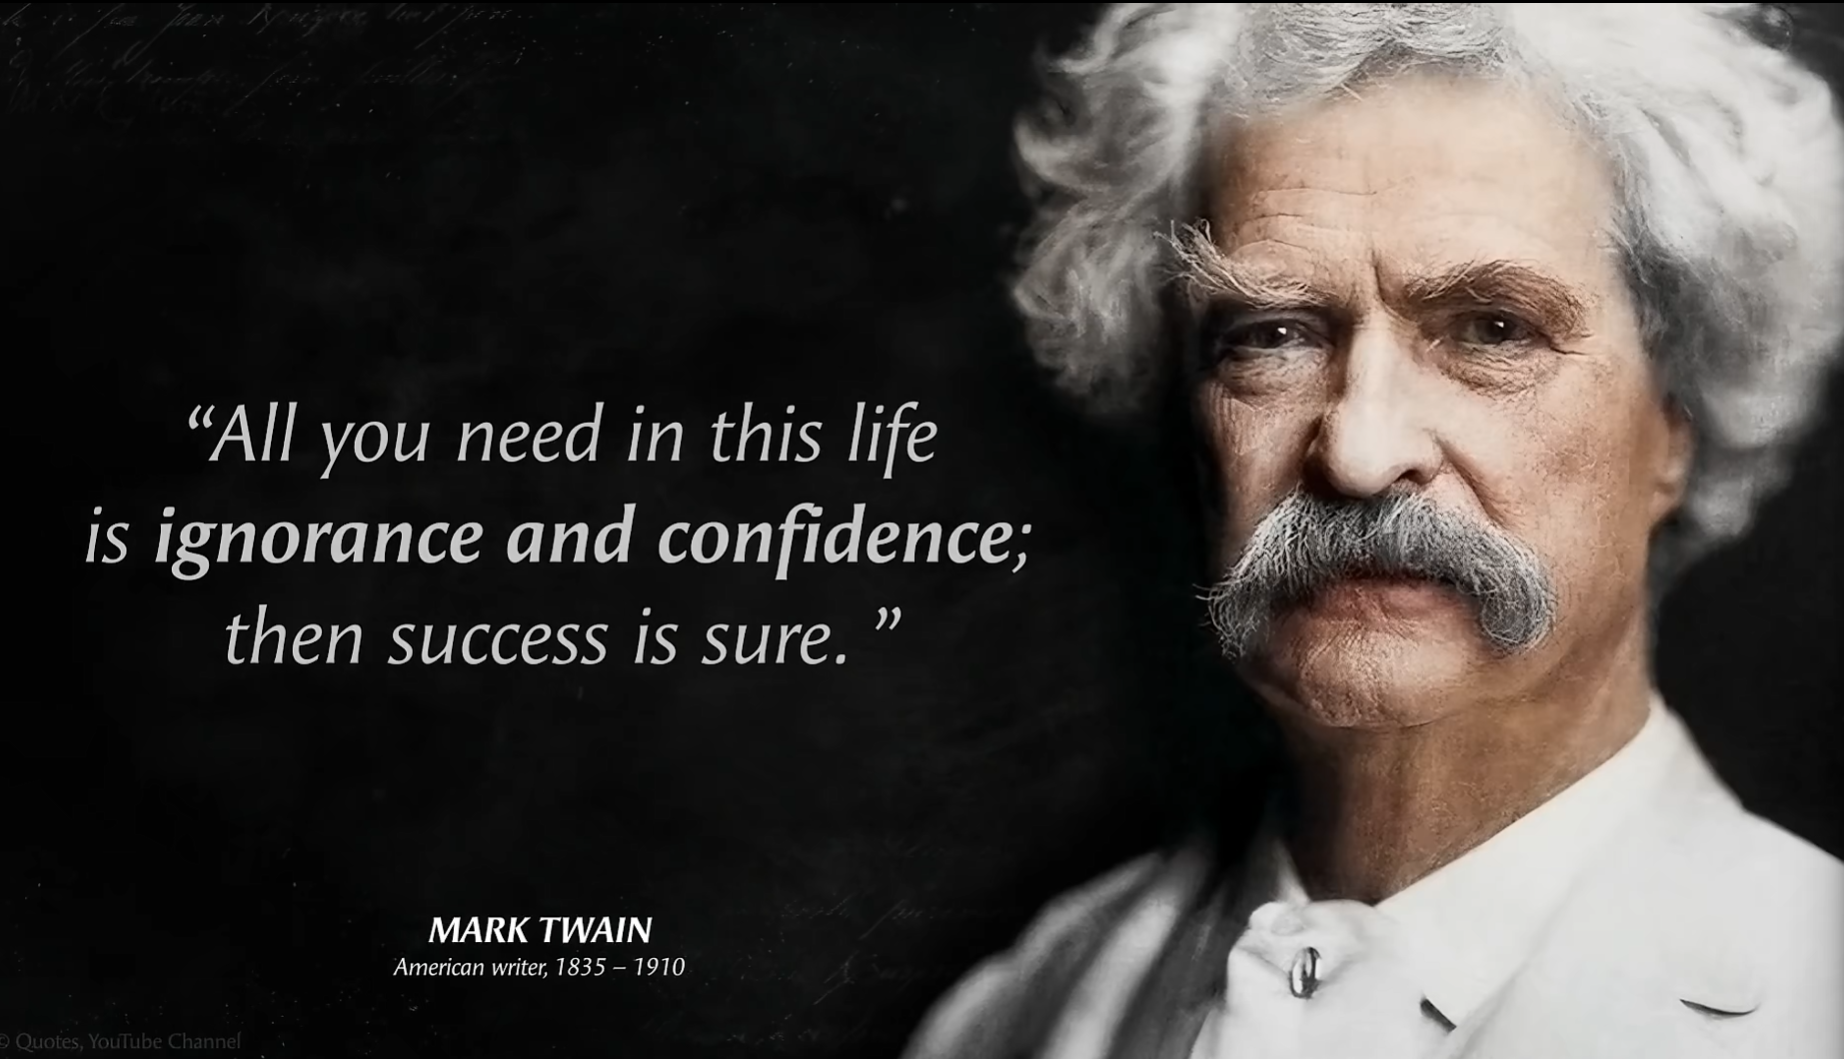 “All you need in this life
is ignorance and confidence;
then success is sure. ”
MARK TWAIN
American writer, 1835 – 1910
© Quotes, YouTube Channel